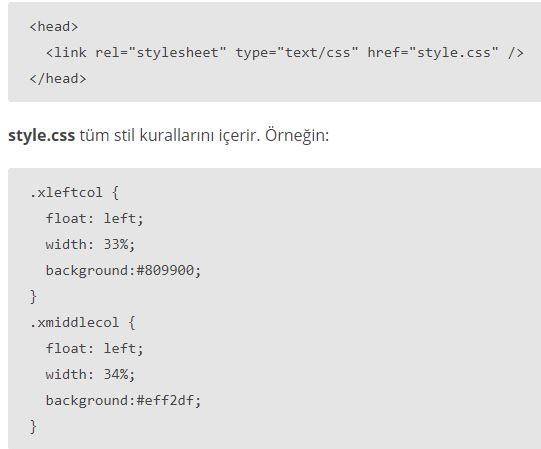 <head>
<link rel="stylesheet" type="text/css" href="style.css" />
</head>
style.css tüm stil kurallarını içerir. Örneğin:
.xleftcol {
float: left;
width: 33%;
background:#809900;
}
.xmiddlecol {
float: left;
width: 34%;
background:#eff2df;
}